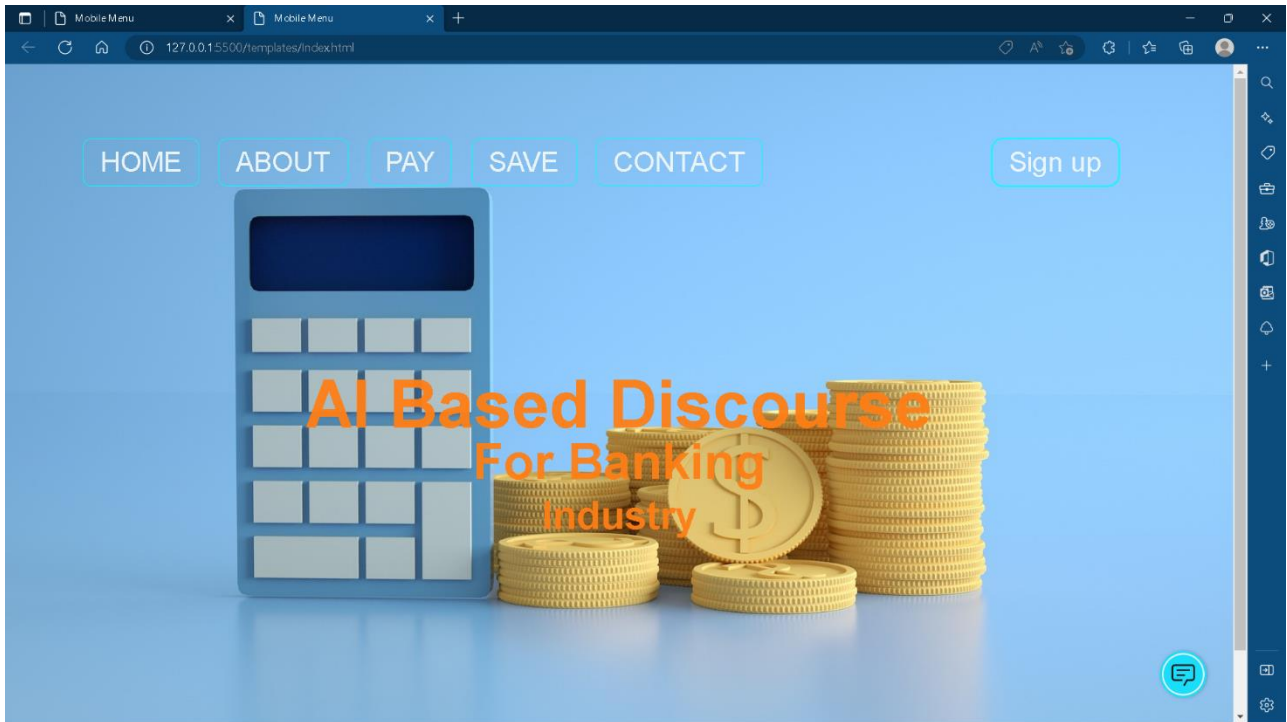 Mobile Menu
Mobile Menu
127.0.0.1:5500/templates/Index.html
HOME ABOUT PAY SAVE CONTACT Sign up
AI Based Discourse
For Banking
Industry